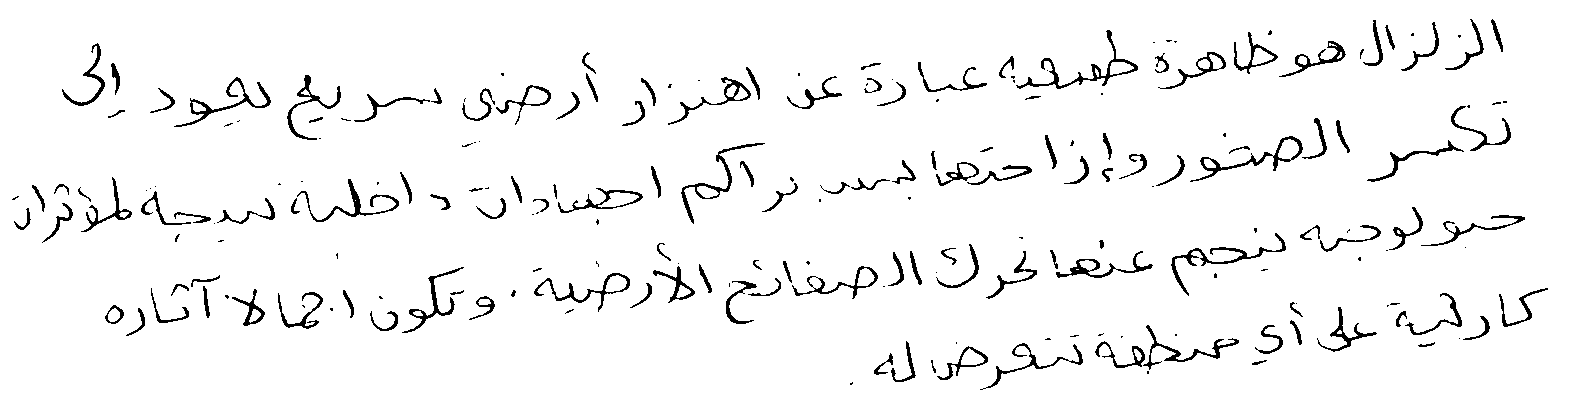 الزلزال هو ظاهرة طبيعية عبارة عن اهتزاز أرضي سريع يعود إلى
تكسر الصخور وإزاحتها بسبب تراكم اجهادات داخلية نتيجة لمؤثرات
جيولوجية ينجم عنها تحرك الصفائح الأرضية. وتكون اجمالا آثاره
كارثية على أي منطقة تتعرض له.